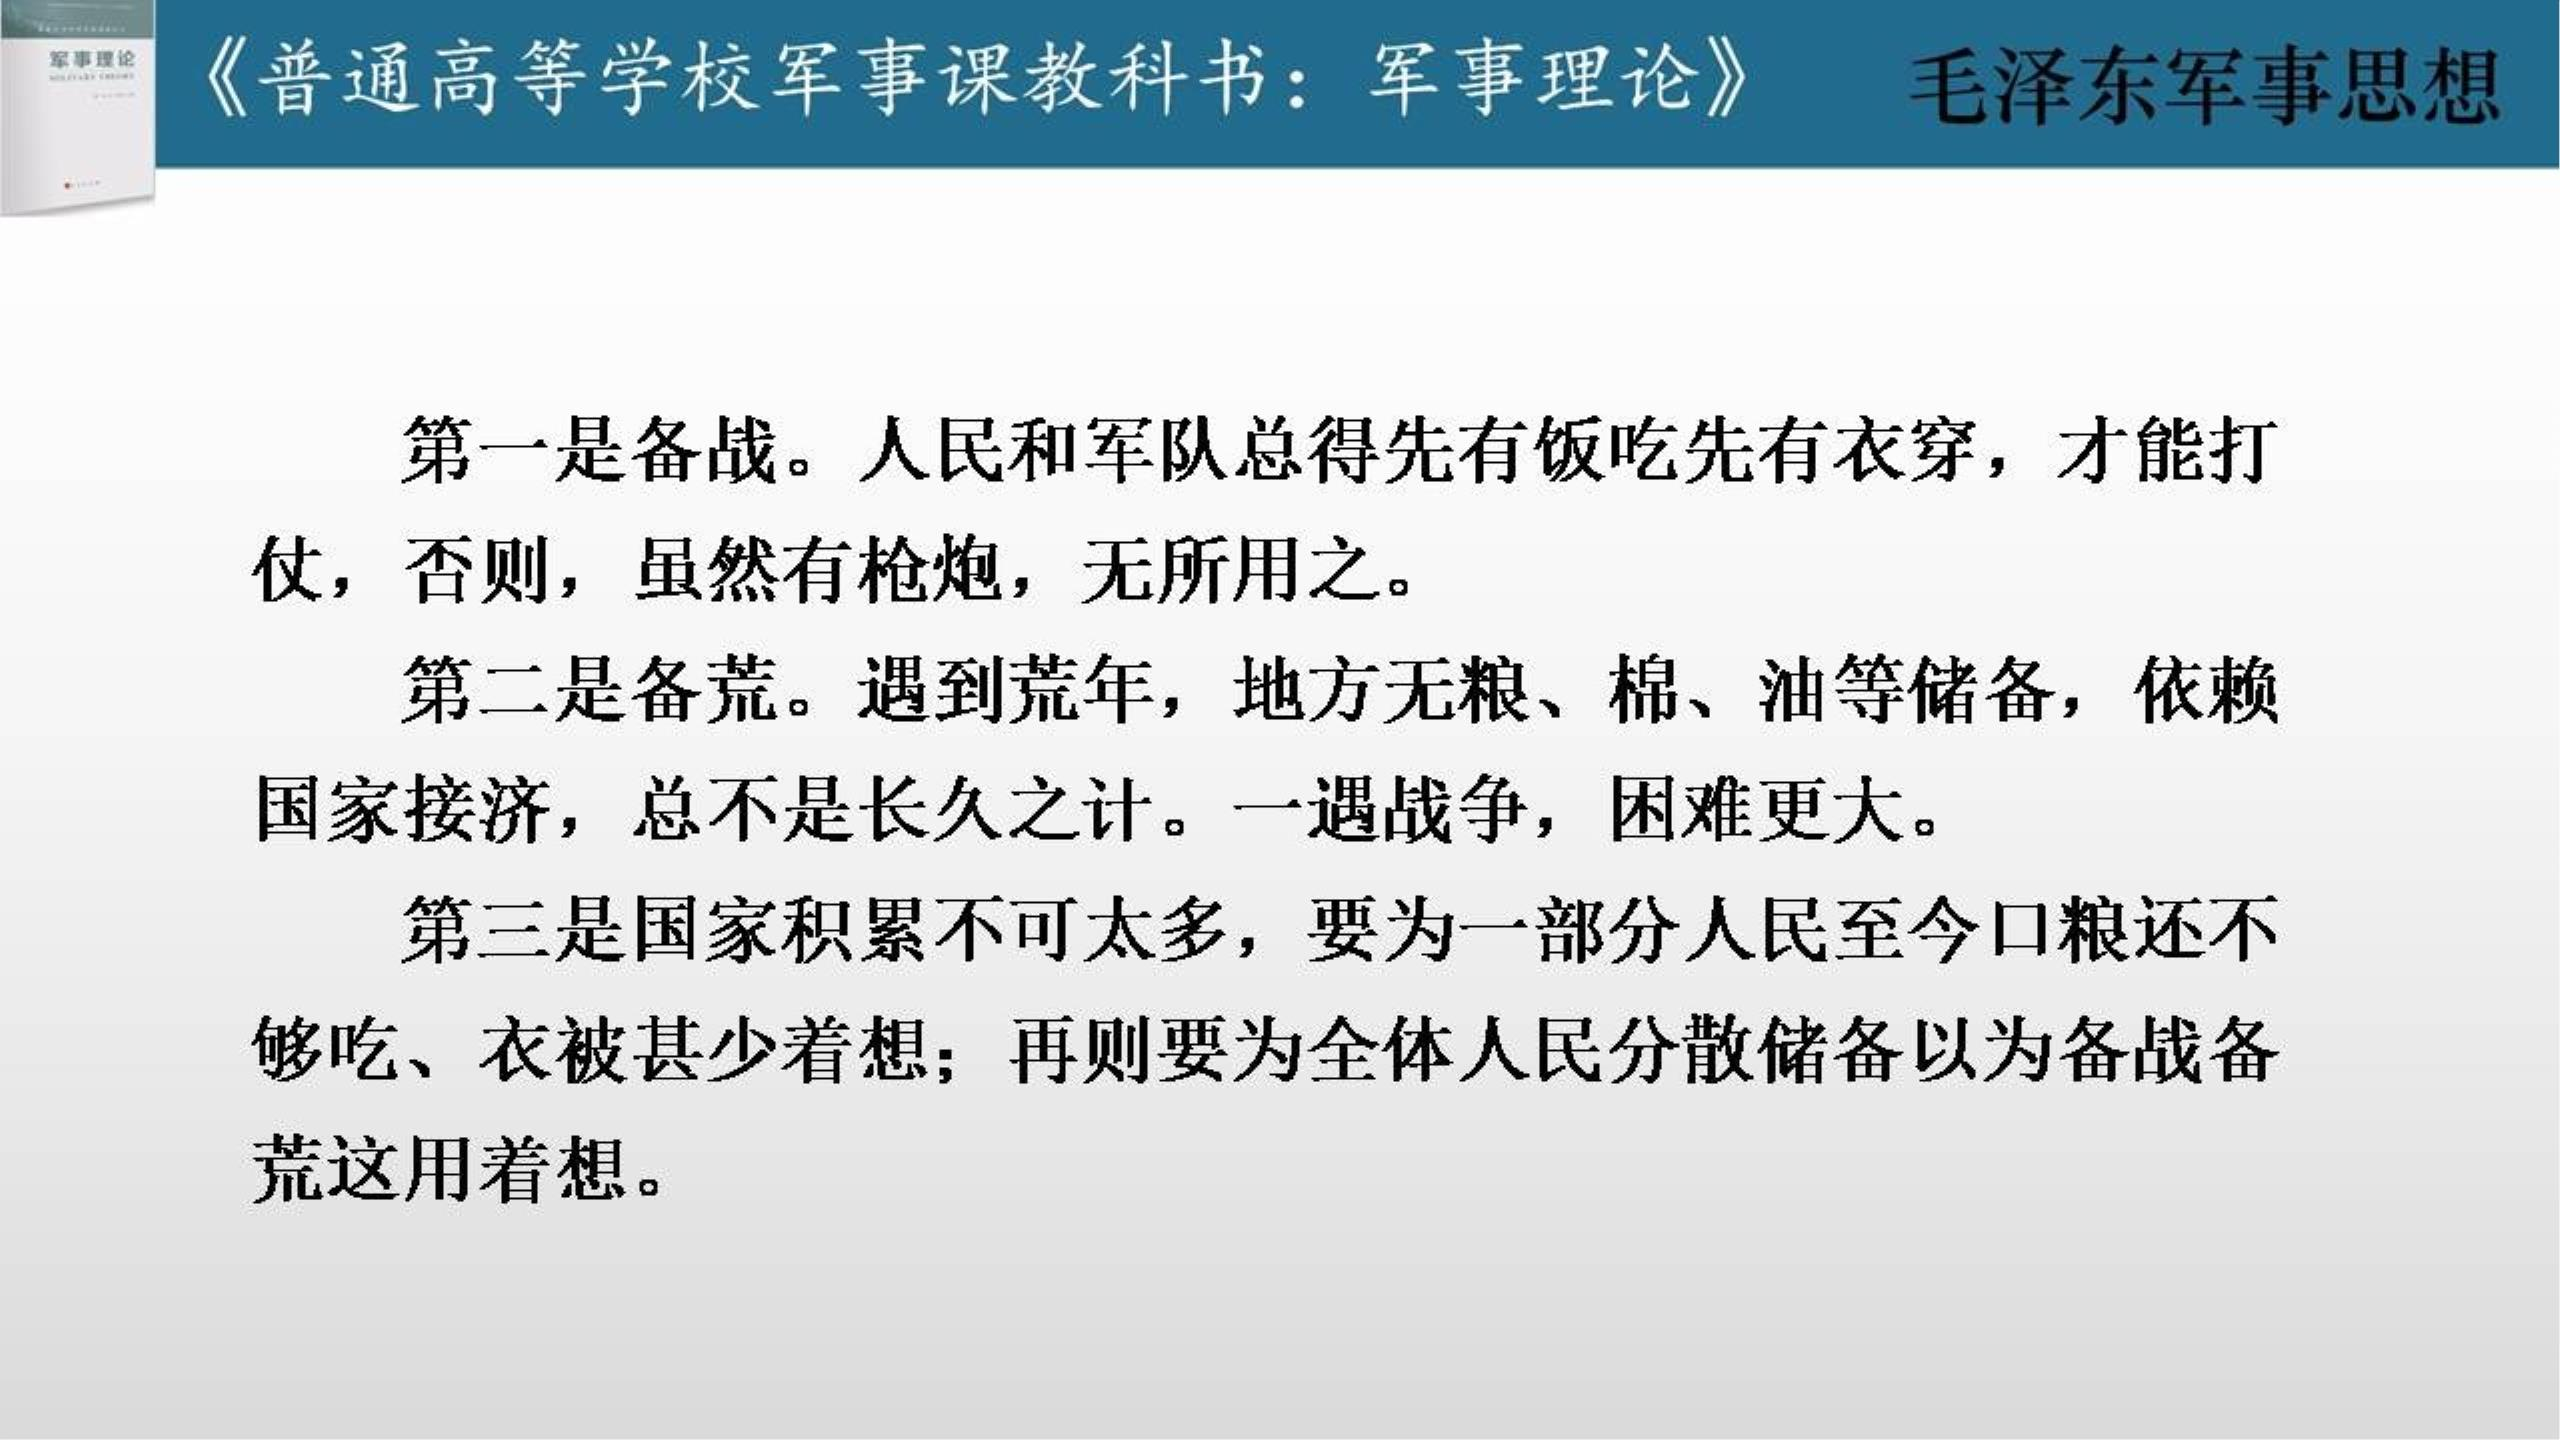 军事理论
MILITARY THEORY
《普通高等学校军事课教科书：军事理论》
毛泽东军事思想
第一是备战。人民和军队总得先有饭吃先有衣穿，才能打
仗，否则，虽然有枪炮，无所用之。
第二是备荒。遇到荒年，地方无粮、棉、油等储备，依赖
国家接济，总不是长久之计。一遇战争，困难更大。
第三是国家积累不可太多，要为一部分人民至今口粮还不
够吃、衣被甚少着想；再则要为全体人民分散储备以为备战备
荒这用着想。